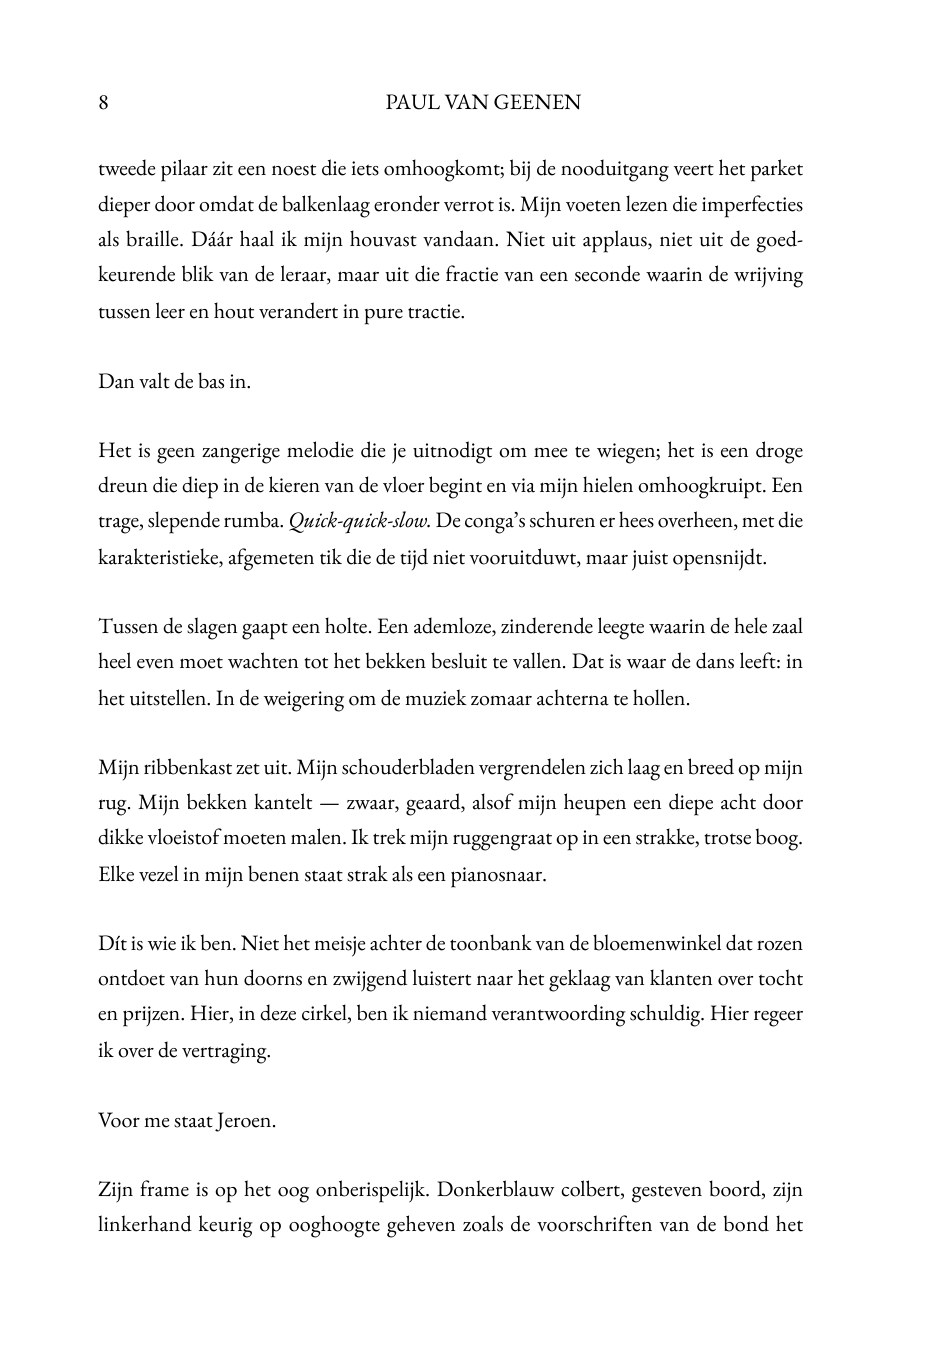 8 PAUL VAN GEENEN
tweede pilaar zit een noest die iets omhoogkomt; bij de nooduitgang veert het parket
dieper door omdat de balkenlaag eronder verrot is. Mijn voeten lezen die imperfecties
als braille. Dáár haal ik mijn houvast vandaan. Niet uit applaus, niet uit de goed-
keurende blik van de leraar, maar uit die fractie van een seconde waarin de wrijving
tussen leer en hout verandert in pure tractie.
Dan valt de bas in.
Het is geen zangerige melodie die je uitnodigt om mee te wiegen; het is een droge
dreun die diep in de kieren van de vloer begint en via mijn hielen omhoogkruipt. Een
trage, slepende rumba. Quick-quick-slow. De conga’s schuren er hees overheen, met die
karakteristieke, afgemeten tik die de tijd niet vooruitduwt, maar juist opensnijdt.
Tussen de slagen gaapt een holte. Een ademloze, zinderende leegte waarin de hele zaal
heel even moet wachten tot het bekken besluit te vallen. Dat is waar de dans leeft: in
het uitstellen. In de weigering om de muziek zomaar achterna te hollen.
Mijn ribbenkast zet uit. Mijn schouderbladen vergrendelen zich laag en breed op mijn
rug. Mijn bekken kantelt — zwaar, geaard, alsof mijn heupen een diepe acht door
dikke vloeistof moeten malen. Ik trek mijn ruggengraat op in een strakke, trotse boog.
Elke vezel in mijn benen staat strak als een pianosnaar.
Dít is wie ik ben. Niet het meisje achter de toonbank van de bloemenwinkel dat rozen
ontdoet van hun doorns en zwijgend luistert naar het geklaag van klanten over tocht
en prijzen. Hier, in deze cirkel, ben ik niemand verantwoording schuldig. Hier regeer
ik over de vertraging.
Voor me staat Jeroen.
Zijn frame is op het oog onberispelijk. Donkerblauw colbert, gesteven boord, zijn
linkerhand keurig op ooghoogte geheven zoals de voorschriften van de bond het